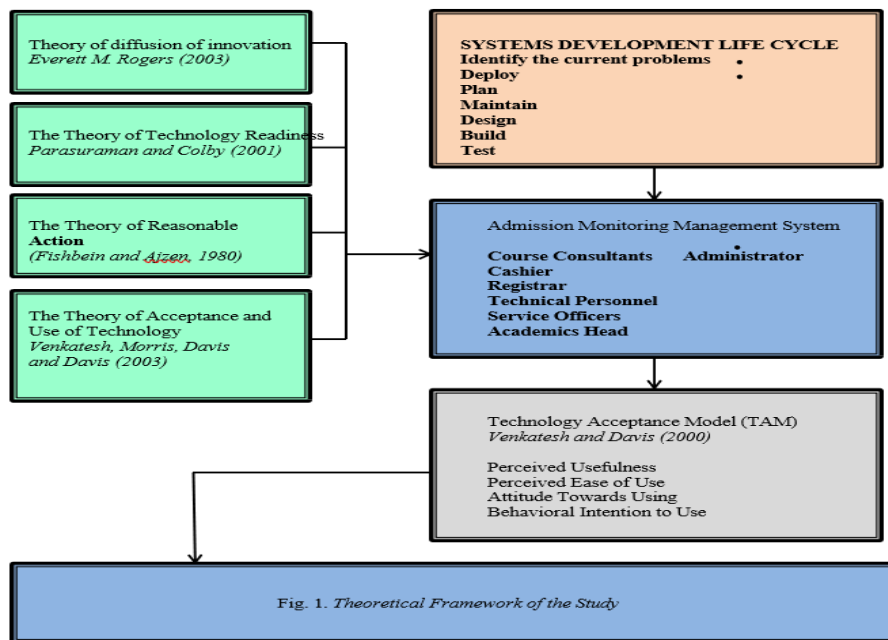 Theory of diffusion of innovation
Everett M. Rogers (2003)
The Theory of Technology Readiness
Parasuraman and Colby (2001)
The Theory of Reasonable
Action
(Fishbein and Ajzen, 1980)
The Theory of Acceptance and
Use of Technology
Venkatesh, Morris, Davis
and Davis (2003)
SYSTEMS DEVELOPMENT LIFE CYCLE
Identify the current problems •
Deploy •
Plan
Maintain
Design
Build
Test
Admission Monitoring Management System
•
Course Consultants Administrator
Cashier
Registrar
Technical Personnel
Service Officers
Academics Head
Technology Acceptance Model (TAM)
Venkatesh and Davis (2000)
Perceived Usefulness
Perceived Ease of Use
Attitude Towards Using
Behavioral Intention to Use
Fig. 1. Theoretical Framework of the Study